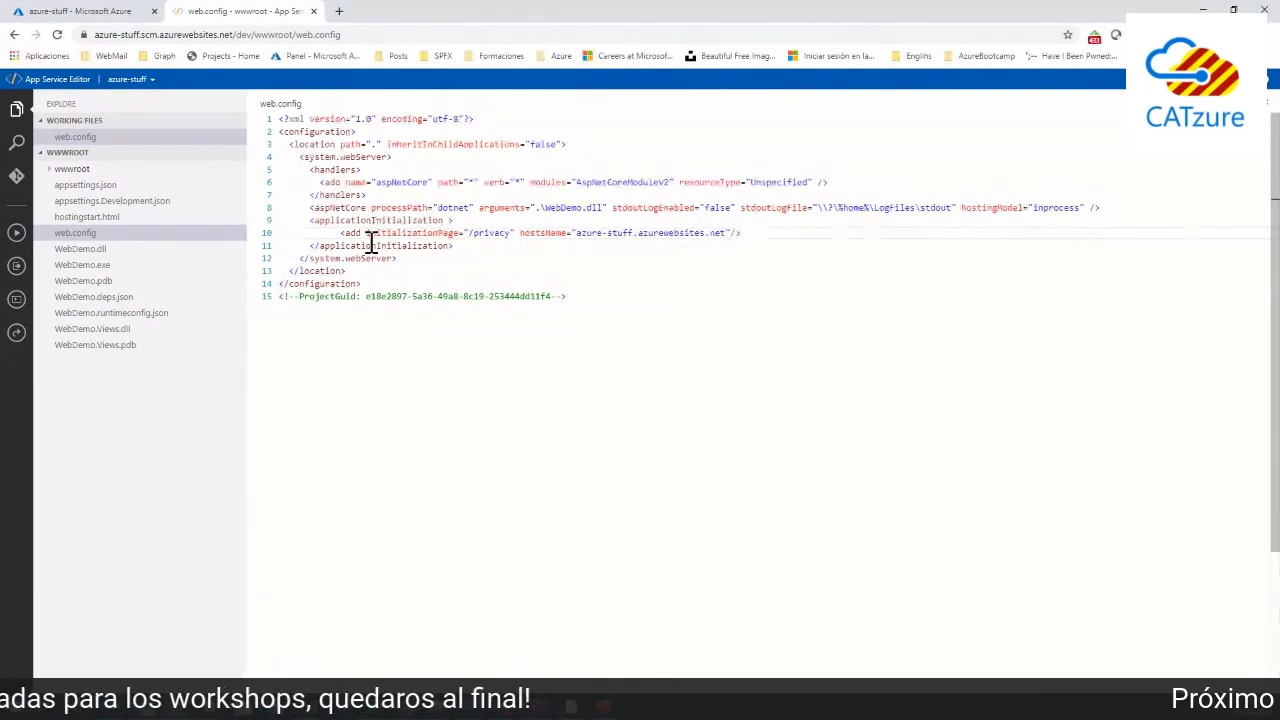 azure-stuff - Microsoft Azure
web.config - wwwroot - App Ser
azure-stuff.scm.azurewebsites.net/dev/wwwroot/web.config
Aplicaciones WebMail Graph Projects - Home Panel - Microsoft A... Posts SPFX Formaciones Azure Careers at Microsof... Beautiful Free Imag... Iniciar sesión en la... Englihs AzureBootcamp Have I Been Pwned:...
App Service Editor azure-stuff
CATzure
EXPLORE
WORKING FILES
web.config
WWWROOT
wwwroot
appsettings.json
appsettings.Development.json
hostingstart.html
web.config
WebDemo.dll
WebDemo.exe
WebDemo.pdb
WebDemo.deps.json
WebDemo.runtimeconfig.json
WebDemo.Views.dll
WebDemo.Views.pdb
web.config
1 <?xml version="1.0" encoding="utf-8"?>
2 <configuration>
3 <location path="." inheritInChildApplications="false">
4 <system.webServer>
5 <handlers>
6 <add name="aspNetCore" path="*" verb="*" modules="AspNetCoreModuleV2" resourceType="Unspecified" />
7 </handlers>
8 <aspNetCore processPath="dotnet" arguments=".\WebDemo.dll" stdoutLogEnabled="false" stdoutLogFile="\\?\%home%\LogFiles\stdout" hostingModel="inprocess" />
9 <applicationInitialization >
10 <add initializationPage="/privacy" hostsName="azure-stuff.azurewebsites.net"/>
11 </applicationInitialization>
12 </system.webServer>
13 </location>
14 </configuration>
15 <!--ProjectGuid: e18e2897-5a36-49a8-8c19-253444dd11f4-->
adas para los workshops, quedaros al final! Próximo